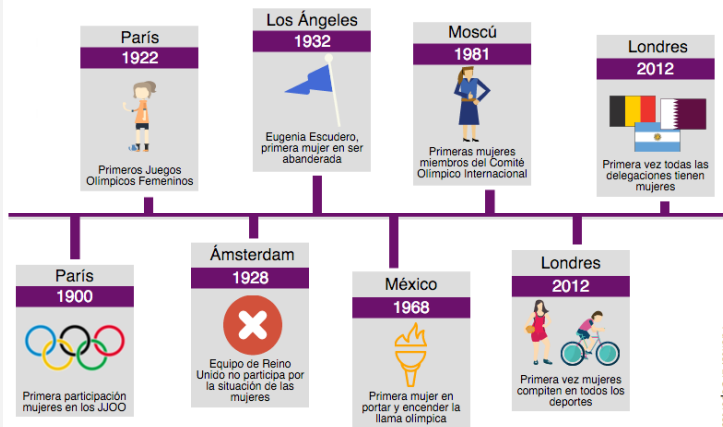 París
1922
Primeros Juegos
Olímpicos Femeninos
Los Ángeles
1932
Eugenia Escudero,
primera mujer en ser
abanderada
Moscú
1981
Primeras mujeres
miembros del Comité
Olímpico Internacional
Londres
2012
Primera vez todas las
delegaciones tienen
mujeres
París
1900
Primera participación
mujeres en los JJOO
Ámsterdam
1928
Equipo de Reino
Unido no participa por
la situación de las
mujeres
México
1968
Primera mujer en
portar y encender la
llama olímpica
Londres
2012
Primera vez mujeres
compiten en todos los
deportes